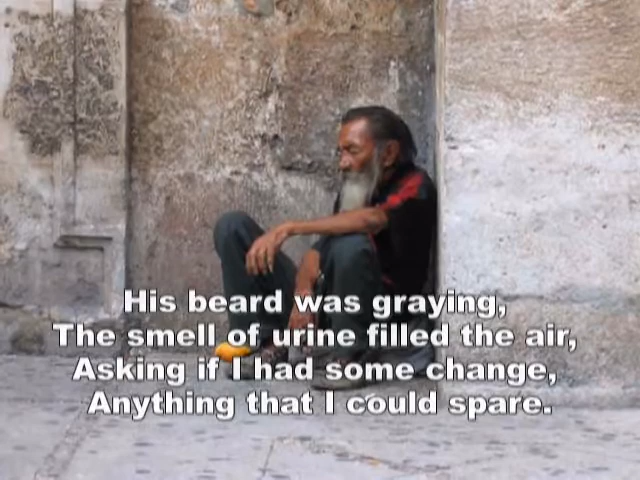 His beard was graying,
The smell of urine filled the air,
Asking if I had some change,
Anything that I could spare.